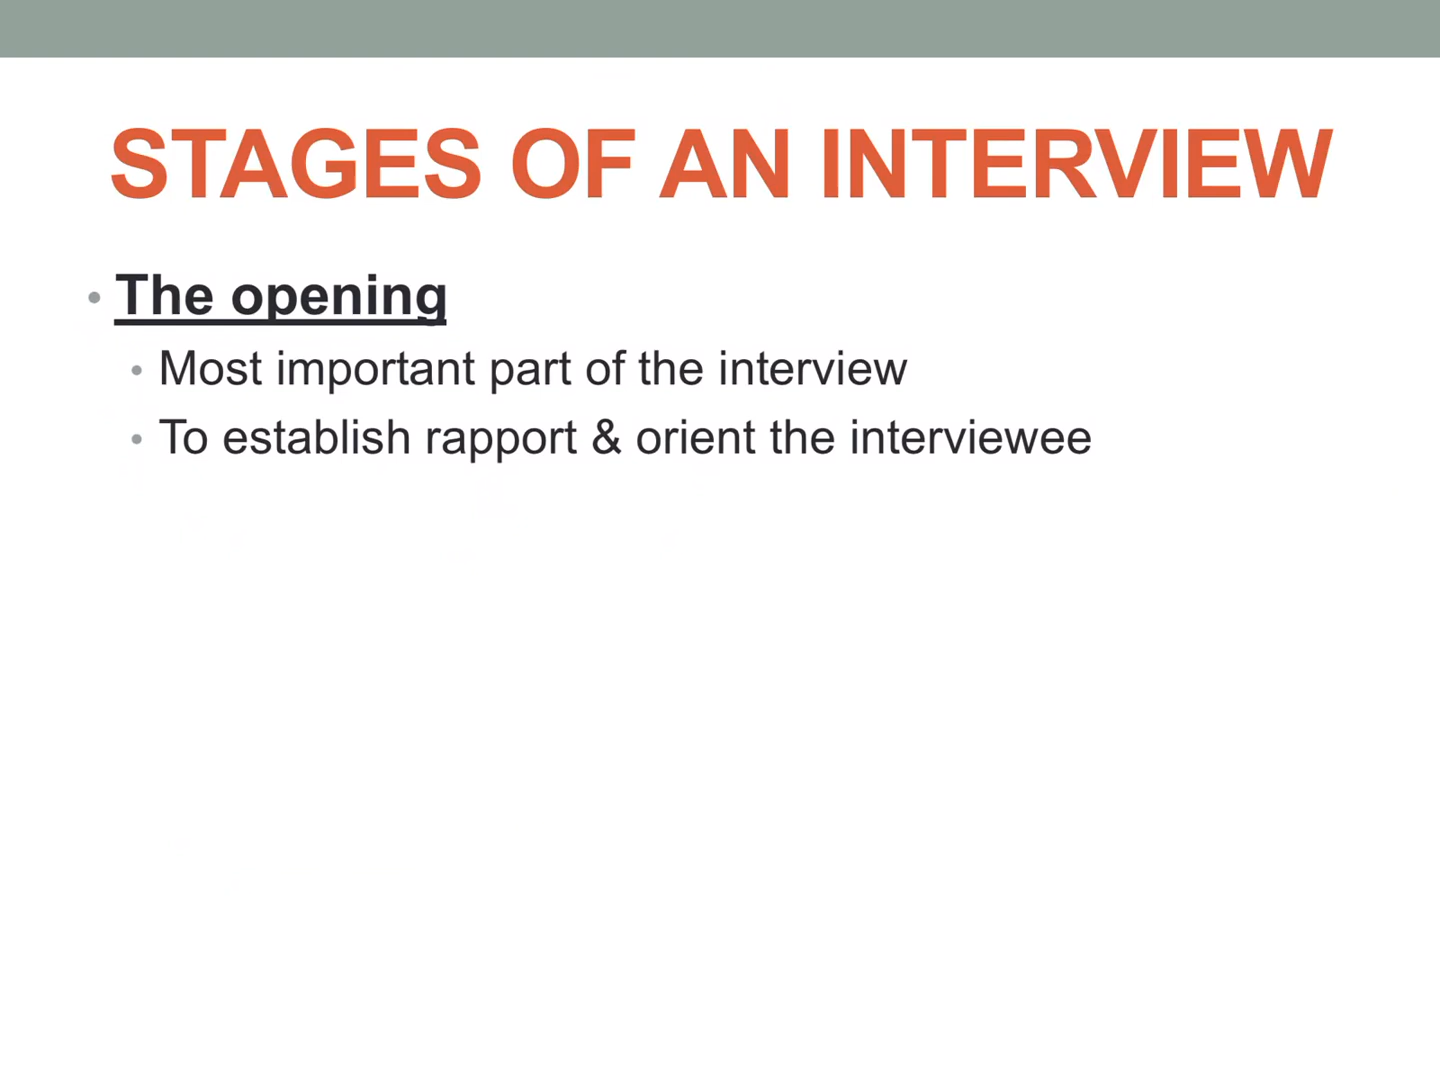 STAGES OF AN INTERVIEW
• The opening
• Most important part of the interview
• To establish rapport & orient the interviewee